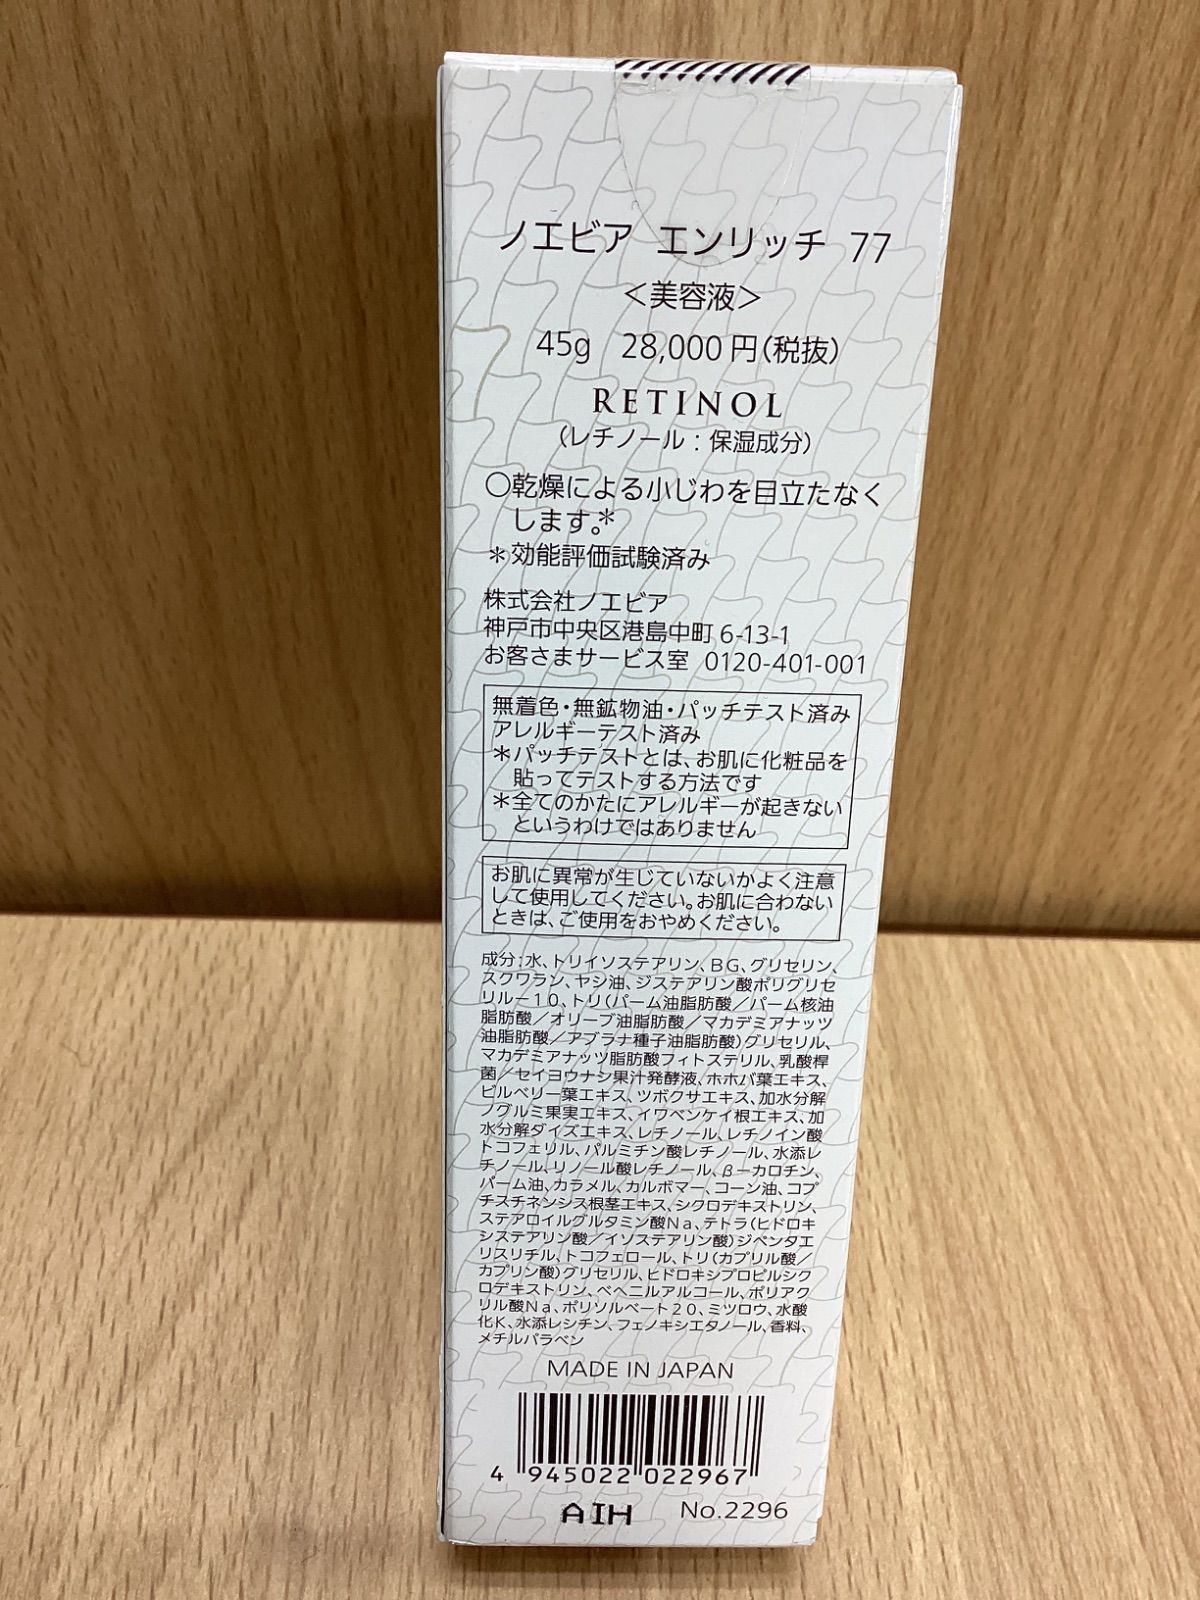 ノエビア エンリッチ 77
＜美容液＞
45g 28,000円(税抜)
RETINOL
(レチノール：保湿成分)
○乾燥による小じわを目立たなく
します。*
*効能評価試験済み
株式会社ノエビア
神戸市中央区港島中町 6-13-1
お客さまサービス室 0120-401-001
無着色・無鉱物油・パッチテスト済み
アレルギーテスト済み
*パッチテストとは、お肌に化粧品を
貼ってテストする方法です
*全てのかたにアレルギーが起きない
というわけではありません
お肌に異常が生じていないかよく注意
して使用してください。お肌に合わない
ときは、ご使用をおやめください。
成分：水、トリイソステアリン、BG、グリセリン、
スクワラン、ヤシ油、ジステアリン酸ポリグリセ
リルー10、トリ(パーム油脂肪酸／パーム核油
脂肪酸／オリーブ油脂肪酸／マカデミアナッツ
油脂肪酸／アブラナ種子油脂肪酸)グリセリル、
マカデミアナッツ脂肪酸フィトステリル、乳酸桿
菌／セイヨウナシ果汁発酵液、ホホバ葉エキス、
ビルベリー葉エキス、ツボクサエキス、加水分解
ノグルミ果実エキス、イワベンケイ根エキス、加
水分解ダイズエキス、レチノール、レチノイン酸
トコフェリル、パルミチン酸レチノール、水添レ
チノール、リノール酸レチノール、β－カロチン、
パーム油、カラメル、カルボマー、コーン油、コプ
チスチネンシス根茎エキス、シクロデキストリン、
ステアロイルグルタミン酸Na、テトラ(ヒドロキ
システアリン酸／イソステアリン酸)ジペンタエ
リスリチル、トコフェロール、トリ(カプリル酸／
カプリン酸)グリセリル、ヒドロキシプロピルシク
ロデキストリン、ベヘニルアルコール、ポリアク
リル酸Na、ポリソルベート20、ミツロウ、水酸
化K、水添レシチン、フェノキシエタノール、香料、
メチルパラベン
MADE IN JAPAN
4 945022 022967
AIH No.2296